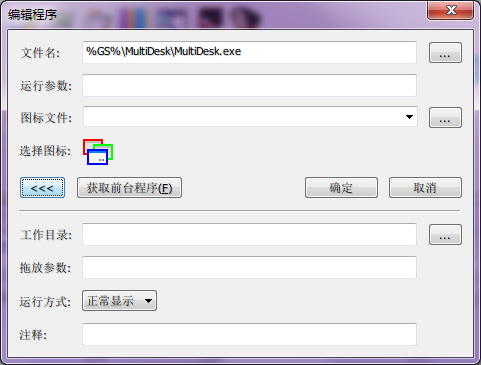 编辑程序
文件名: %GS%\MultiDesk\MultiDesk.exe ...
运行参数:
图标文件: ...
选择图标:
<<< 获取前台程序(F) 确定 取消
工作目录: ...
拖放参数:
运行方式: 正常显示
注释: